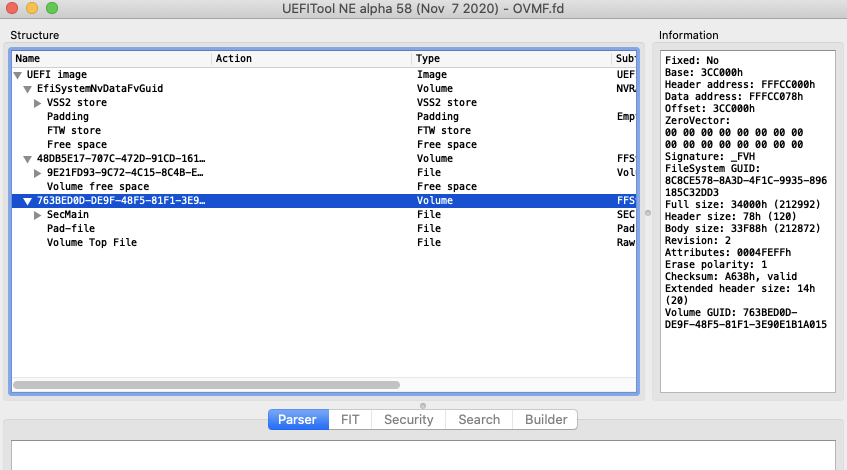 UEFITool NE alpha 58 (Nov 7 2020) - OVMF.fd
Structure
Name Action Type Subt
UEFI image Image UEF
EfiSystemNvDataFvGuid Volume NVR
VSS2 store VSS2 store
Padding Padding Emp
FTW store FTW store
Free space Free space
48DB5E17-707C-472D-91CD-161… Volume FFS
9E21FD93-9C72-4C15-8C4B-E… File Vol
Volume free space Free space
763BED0D-DE9F-48F5-81F1-3E9… Volume FFS
SecMain File SEC
Pad-file File Pad
Volume Top File File Raw
Information
Fixed: No
Base: 3CC000h
Header address: FFFCC000h
Data address: FFFCC078h
Offset: 3CC000h
ZeroVector:
00 00 00 00 00 00 00 00
00 00 00 00 00 00 00 00
Signature: _FVH
FileSystem GUID:
8C8CE578-8A3D-4F1C-9935-896
185C32DD3
Full size: 34000h (212992)
Header size: 78h (120)
Body size: 33F88h (212872)
Revision: 2
Attributes: 0004FEFFh
Erase polarity: 1
Checksum: A638h, valid
Extended header size: 14h
(20)
Volume GUID: 763BED0D-
DE9F-48F5-81F1-3E90E1B1A015
Parser FIT Security Search Builder